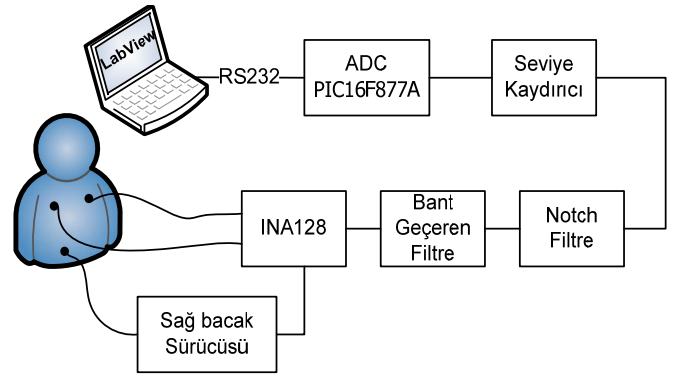 LabView
RS232
ADC
PIC16F877A
Seviye
Kaydırıcı
INA128
Bant
Geçeren
Filtre
Notch
Filtre
Sağ bacak
Sürücüsü